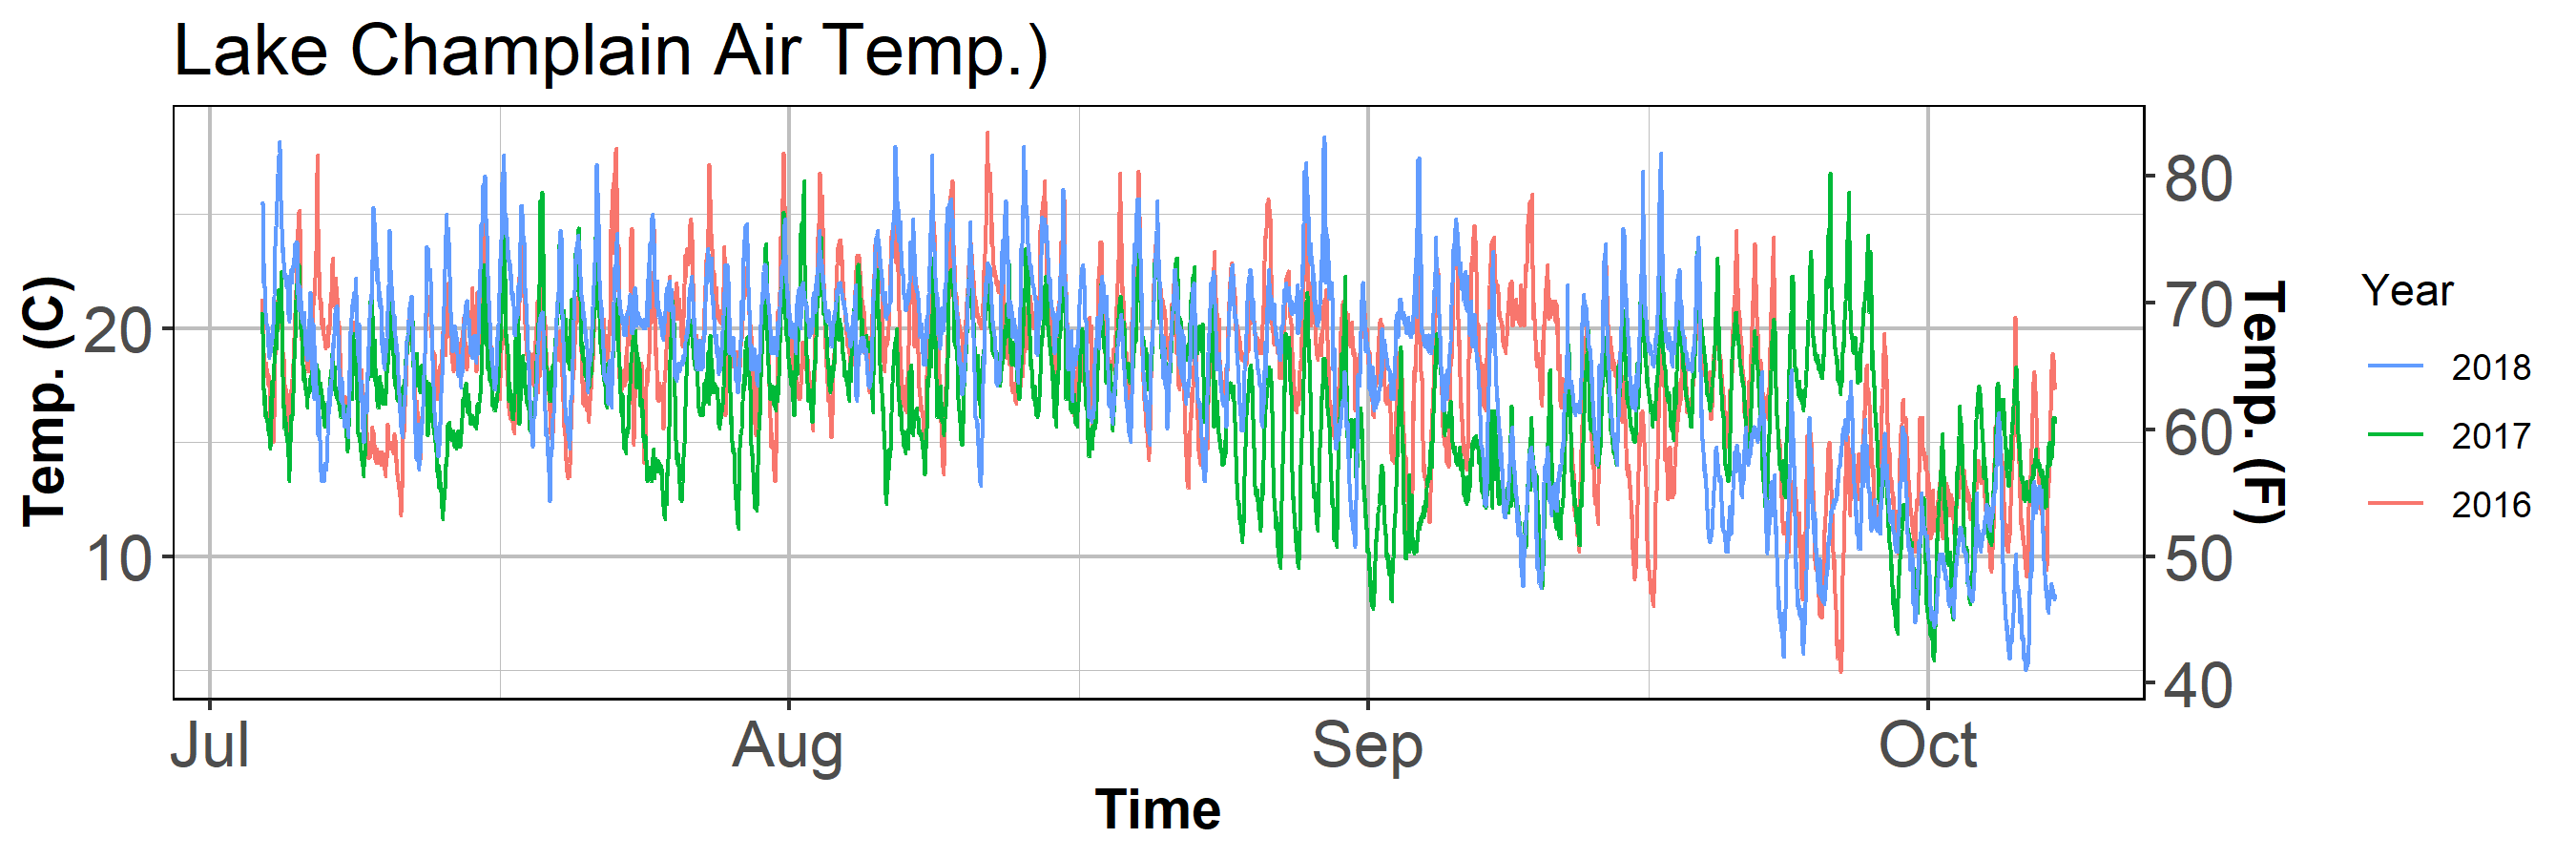 Lake Champlain Air Temp.)
Temp. (C)
20
10
80
70
60
50
40
Temp. (F)
Jul
Aug
Sep
Oct
Time
Year
2018
2017
2016